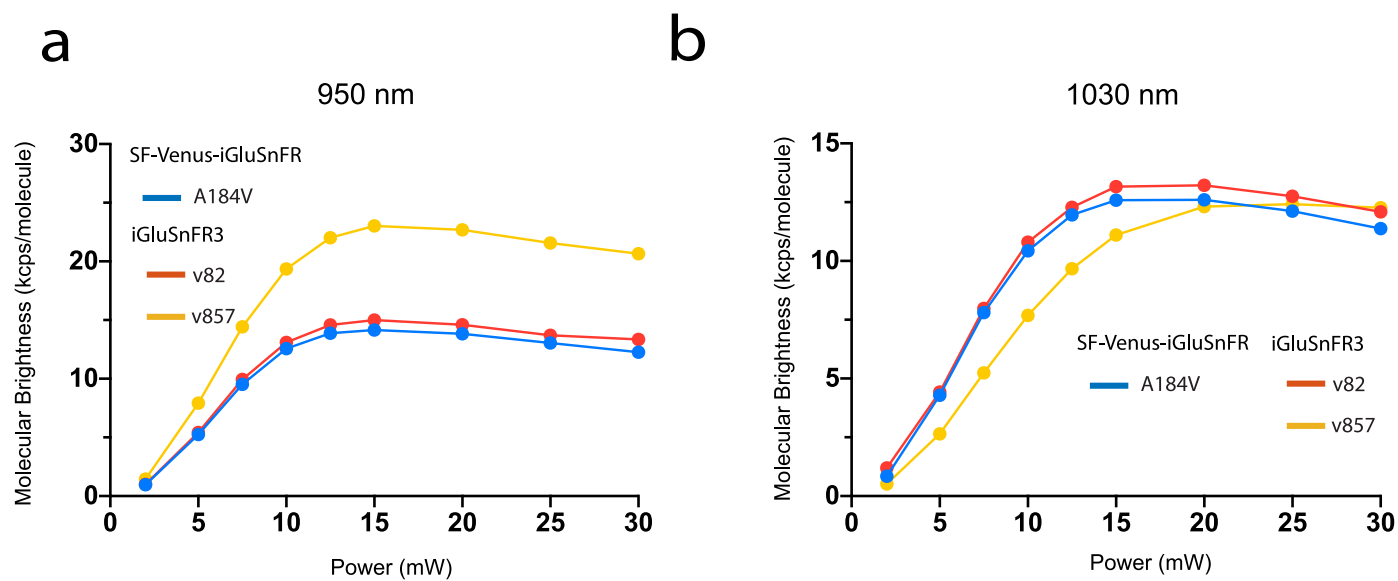 a
950 nm
Molecular Brightness (kcps/molecule)
30
20
10
0
SF-Venus-iGluSnFR
A184V
iGluSnFR3
v82
v857
0 5 10 15 20 25 30
Power (mW)
b
1030 nm
Molecular Brightness (kcps/molecule)
15
10
5
0
SF-Venus-iGluSnFR iGluSnFR3
A184V v82
v857
0 5 10 15 20 25 30
Power (mW)